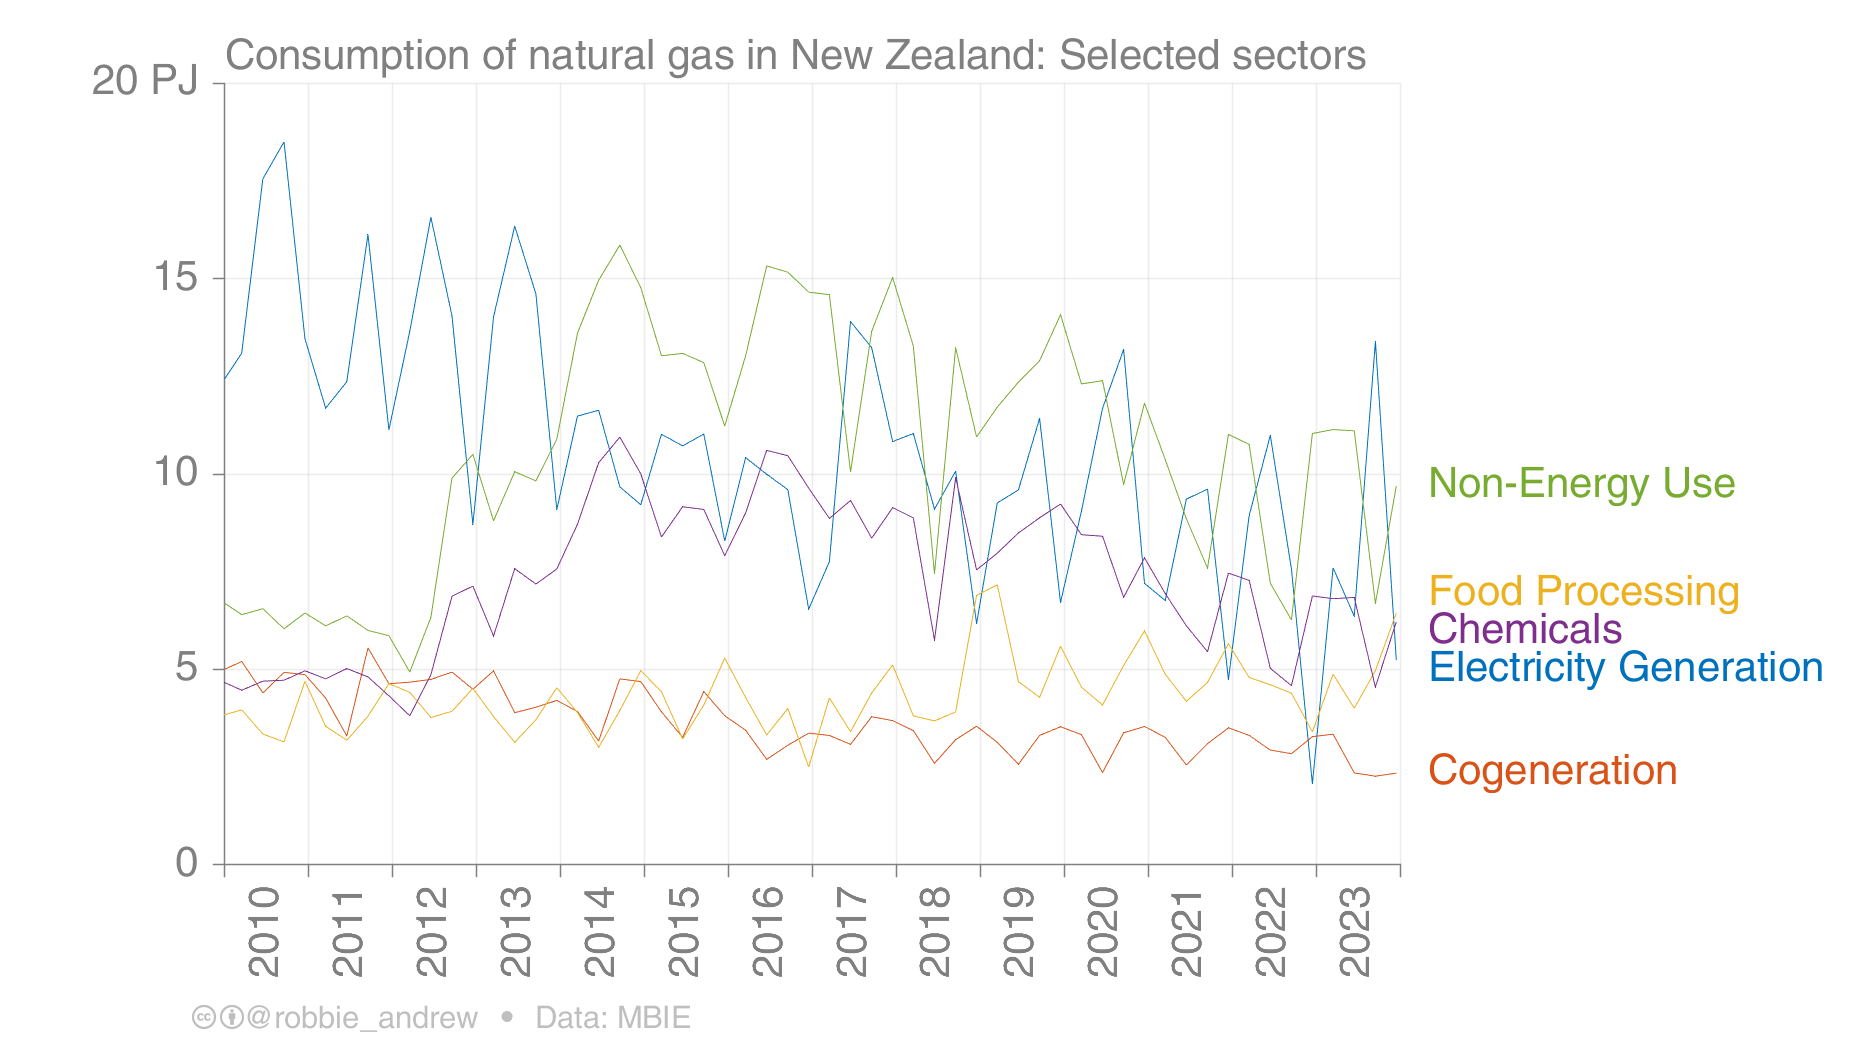 Consumption of natural gas in New Zealand: Selected sectors
20 PJ
15
10
5
0
Non-Energy Use
Food Processing
Chemicals
Electricity Generation
Cogeneration
2010 2011 2012 2013 2014 2015 2016 2017 2018 2019 2020 2021 2022 2023
cc @robbie_andrew • Data: MBIE